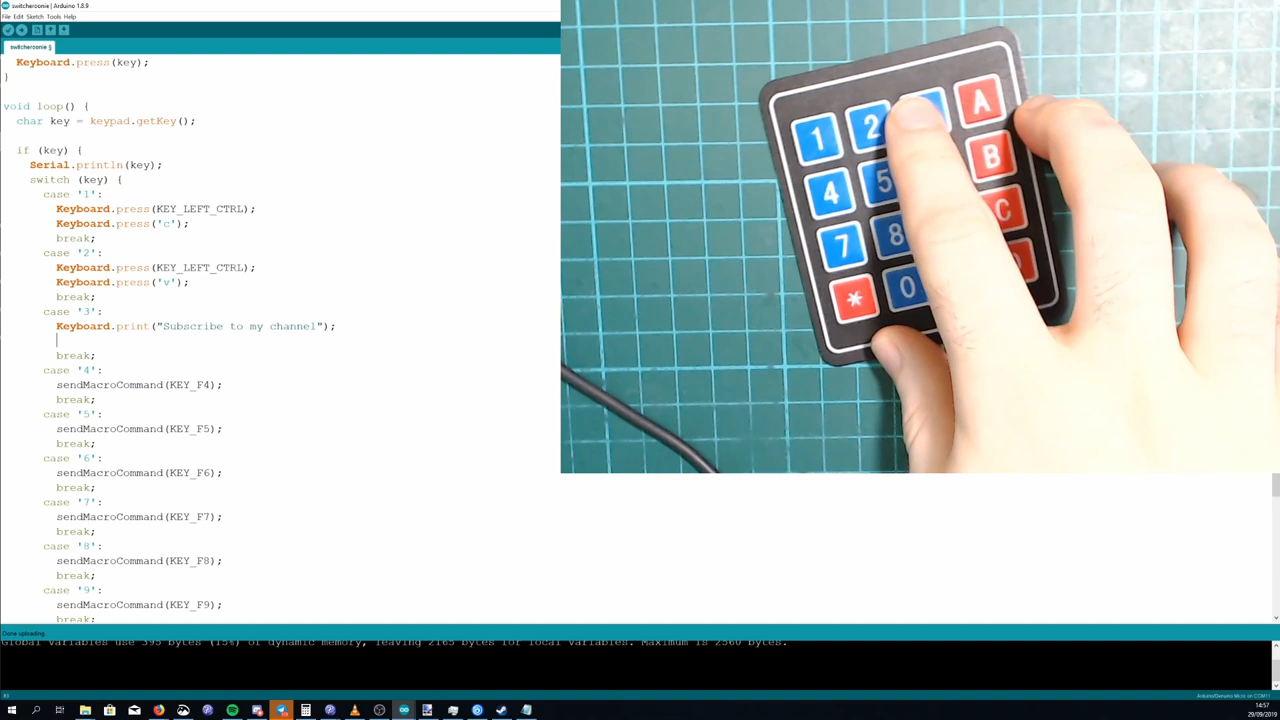 switcheroonie | Arduino 1.8.9
File Edit Sketch Tools Help
switcheroonie §
Keyboard.press(key);
}
void loop() {
char key = keypad.getKey();
if (key) {
Serial.println(key);
switch (key) {
case '1':
Keyboard.press(KEY_LEFT_CTRL);
Keyboard.press('c');
break;
case '2':
Keyboard.press(KEY_LEFT_CTRL);
Keyboard.press('v');
break;
case '3':
Keyboard.print("Subscribe to my channel");
break;
case '4':
sendMacroCommand(KEY_F4);
break;
case '5':
sendMacroCommand(KEY_F5);
break;
case '6':
sendMacroCommand(KEY_F6);
break;
case '7':
sendMacroCommand(KEY_F7);
break;
case '8':
sendMacroCommand(KEY_F8);
break;
case '9':
sendMacroCommand(KEY_F9);
break;
1 2 A
4 5 B
7 8 C
* 0
Done uploading.
Global variables use 395 bytes (15%) of dynamic memory, leaving 2165 bytes for local variables. Maximum is 2560 bytes.
Arduino/Genuino Micro on COM11
14:57
29/09/2019